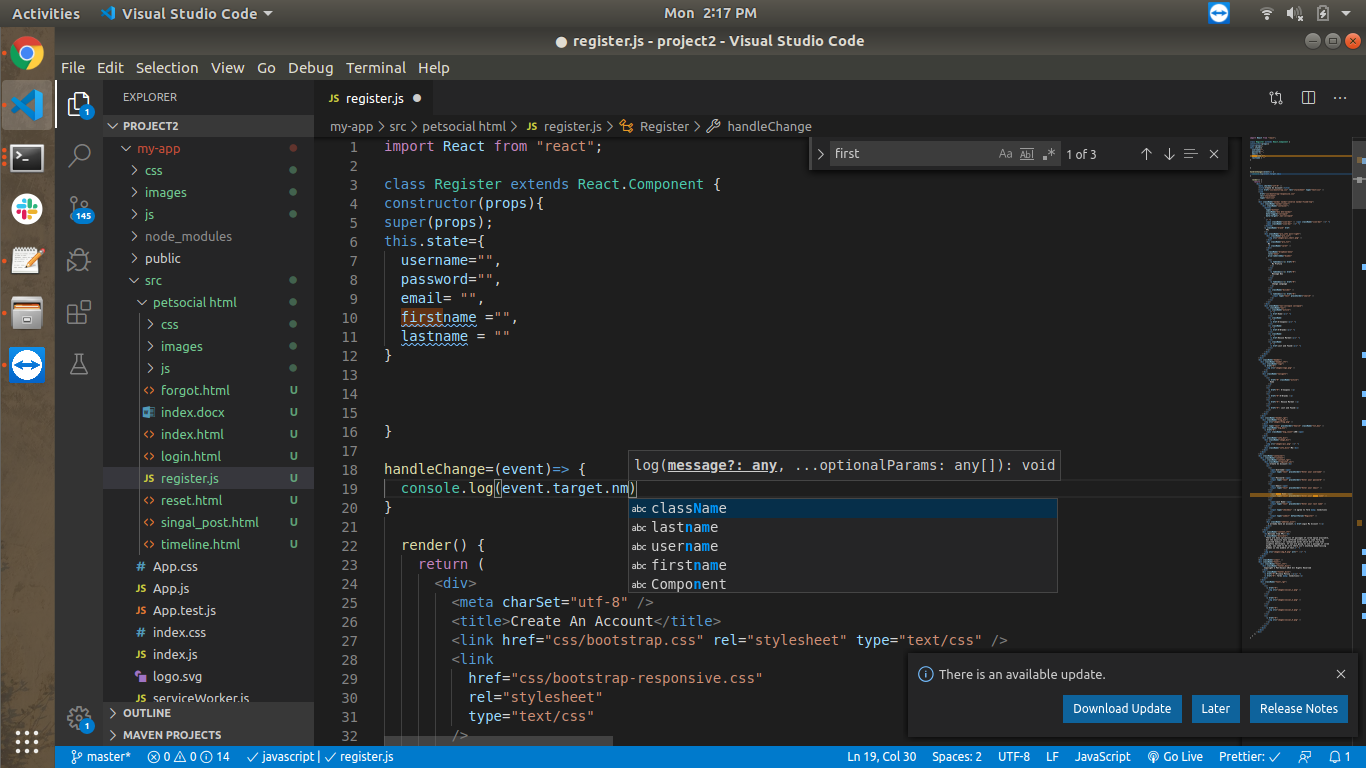 Activities
Visual Studio Code
Mon 2:17 PM
● register.js - project2 - Visual Studio Code
File Edit Selection View Go Debug Terminal Help
1
145
1
EXPLORER
PROJECT2
my-app
css
images
js
node_modules
public
src
petsocial html
css
images
js
<> forgot.html U
index.docx U
<> index.html U
<> login.html U
JS register.js U
<> reset.html U
<> singal_post.html U
<> timeline.html U
# App.css
JS App.js
JS App.test.js
# index.css
JS index.js
logo.svg
JS serviceWorker.js
OUTLINE
MAVEN PROJECTS
JS register.js ●
my-app > src > petsocial html > JS register.js > Register > handleChange
first Aa Abl .* 1 of 3
1 import React from "react";
2
3 class Register extends React.Component {
4 constructor(props){
5 super(props);
6 this.state={
7 username="",
8 password="",
9 email= "",
10 firstname ="",
11 lastname = ""
12 }
13
14
15
16 }
17
18 handleChange=(event)=> {
19 console.log(event.target.nm)
20 }
21
22 render() {
23 return (
24 <div>
25 <meta charSet="utf-8" />
26 <title>Create An Account</title>
27 <link href="css/bootstrap.css" rel="stylesheet" type="text/css" />
28 <link
29 href="css/bootstrap-responsive.css"
30 rel="stylesheet"
31 type="text/css"
32 />
log(message?: any, ...optionalParams: any[]): void
abc className
abc lastname
abc username
abc firstname
abc Component
There is an available update.
Download Update
Later
Release Notes
master* 0 0 14 javascript | register.js
Ln 19, Col 30 Spaces: 2 UTF-8 LF JavaScript Go Live Prettier: ✓ 1